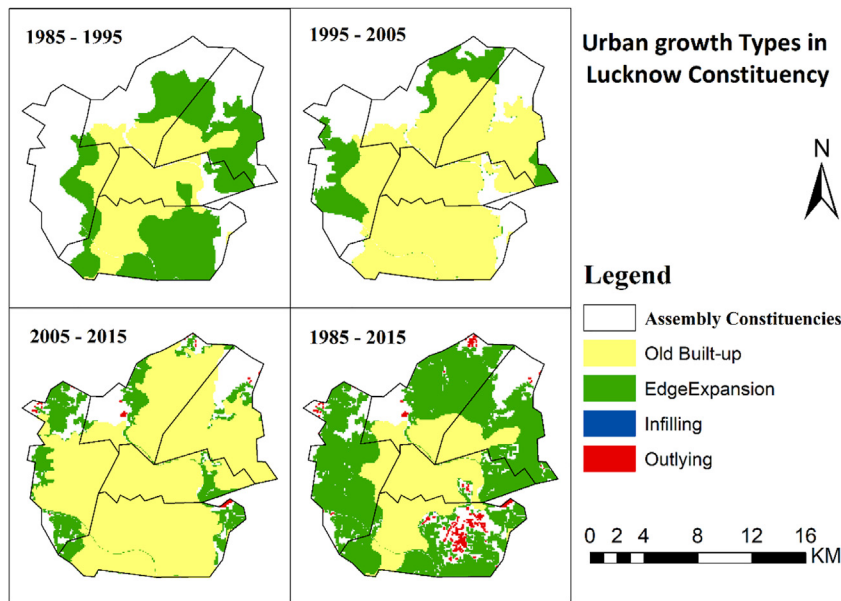 1985 - 1995
1995 - 2005
Urban growth Types in
Lucknow Constituency
N
2005 - 2015
1985 - 2015
Legend
Assembly Constituencies
Old Built-up
EdgeExpansion
Infilling
Outlying
0 2 4 8 12 16
KM